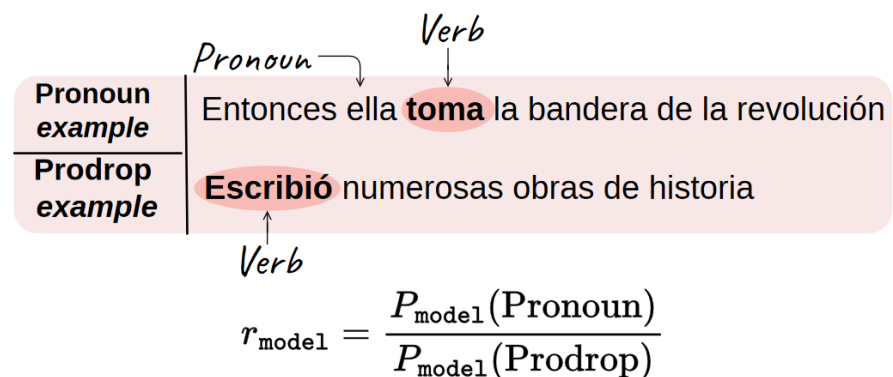 Verb
Pronoun
Pronoun example
Entonces ella toma la bandera de la revolución
Prodrop example
Escribió numerosas obras de historia
Verb
r_model = P_model(Pronoun) / P_model(Prodrop)